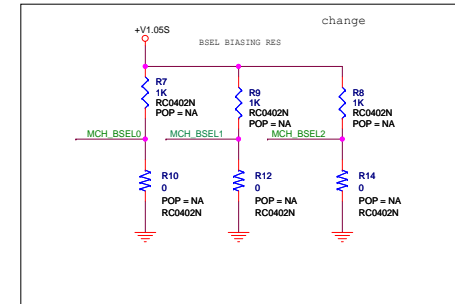 change
+V1.05S
BSEL BIASING RES
R7
1K
RC0402N
POP = NA
R9
1K
RC0402N
POP = NA
R8
1K
RC0402N
POP = NA
MCH_BSEL0
MCH_BSEL1
MCH_BSEL2
R10
0
POP = NA
RC0402N
R12
0
POP = NA
RC0402N
R14
0
POP = NA
RC0402N